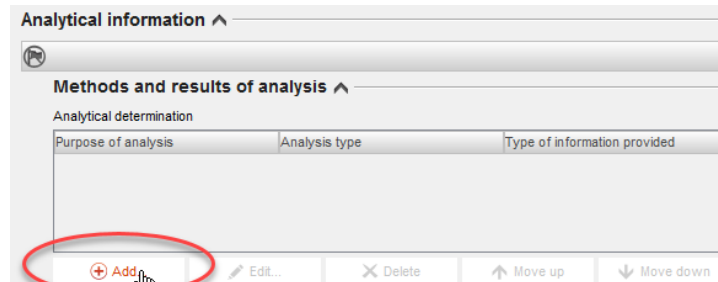 Analytical information
Methods and results of analysis
Analytical determination
Purpose of analysis Analysis type Type of information provided
Add... Edit... Delete Move up Move down